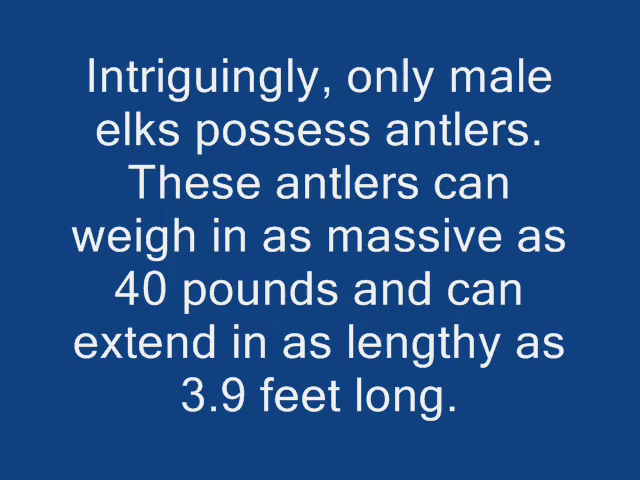 Intriguingly, only male
elks possess antlers.
These antlers can
weigh in as massive as
40 pounds and can
extend in as lengthy as
3.9 feet long.